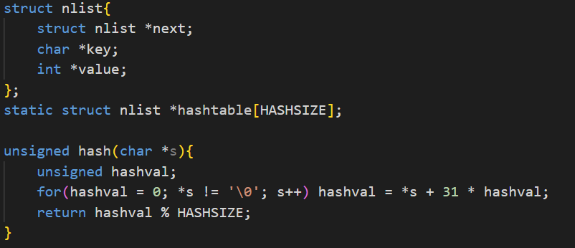 struct nlist{
    struct nlist *next;
    char *key;
    int *value;
};
static struct nlist *hashtable[HASHSIZE];

unsigned hash(char *s){
    unsigned hashval;
    for(hashval = 0; *s != '\0'; s++) hashval = *s + 31 * hashval;
    return hashval % HASHSIZE;
}